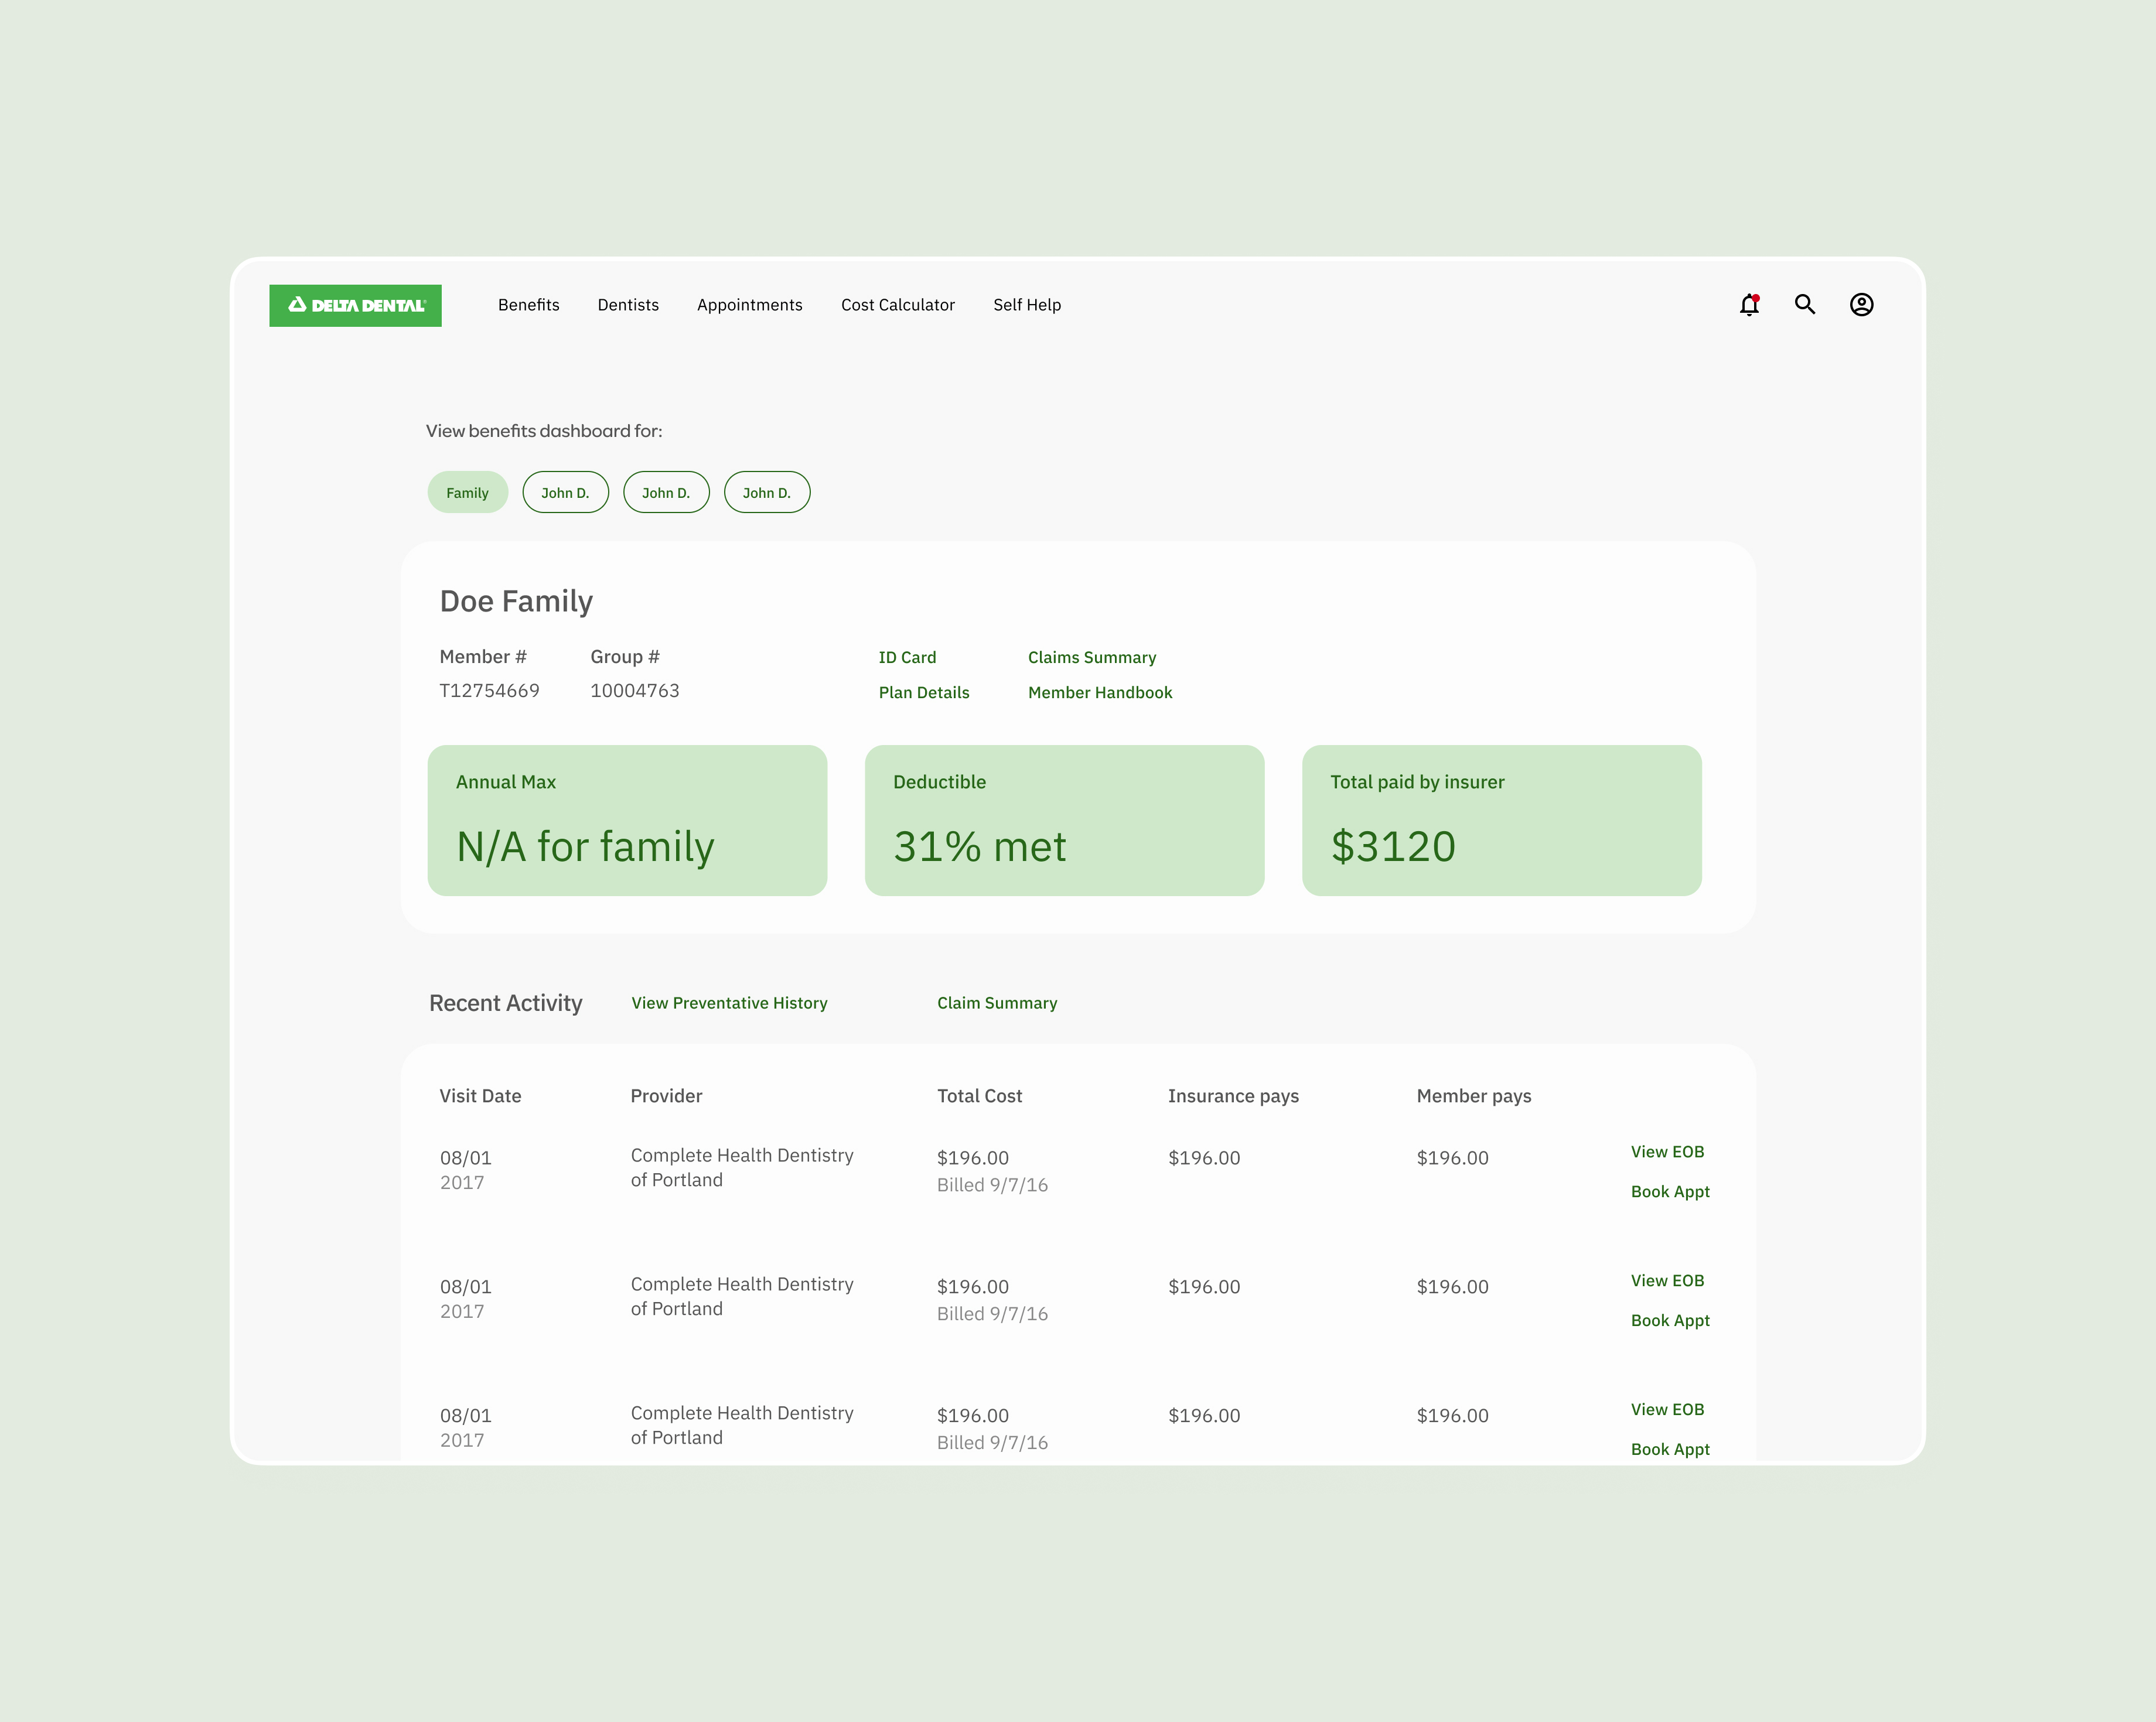 DELTA DENTAL
Benefits Dentists Appointments Cost Calculator Self Help
View benefits dashboard for:
Family John D. John D. John D.
Doe Family
Member # Group # ID Card Claims Summary
T12754669 10004763 Plan Details Member Handbook
Annual Max Deductible Total paid by insurer
N/A for family 31% met $3120
Recent Activity View Preventative History Claim Summary
Visit Date Provider Total Cost Insurance pays Member pays
08/01 Complete Health Dentistry $196.00 $196.00 $196.00 View EOB
2017 of Portland Billed 9/7/16 Book Appt
08/01 Complete Health Dentistry $196.00 $196.00 $196.00 View EOB
2017 of Portland Billed 9/7/16 Book Appt
08/01 Complete Health Dentistry $196.00 $196.00 $196.00 View EOB
2017 of Portland Billed 9/7/16 Book Appt